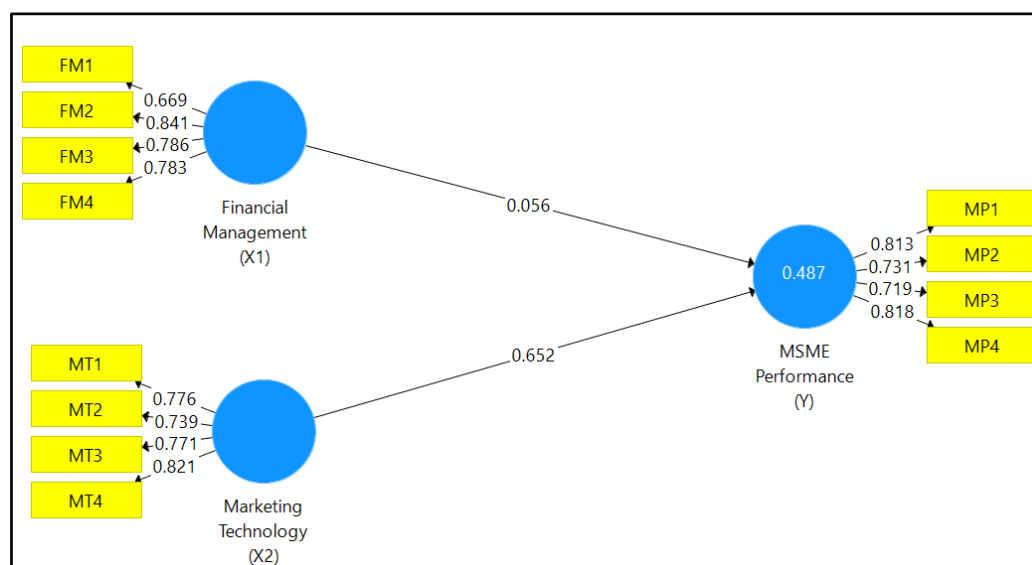 FM1
FM2
FM3
FM4
0.669
0.841
0.786
0.783
Financial
Management
(X1)
0.056
MT1
MT2
MT3
MT4
0.776
0.739
0.771
0.821
Marketing
Technology
(X2)
0.652
0.487
MSME
Performance
(Y)
0.813
0.731
0.719
0.818
MP1
MP2
MP3
MP4